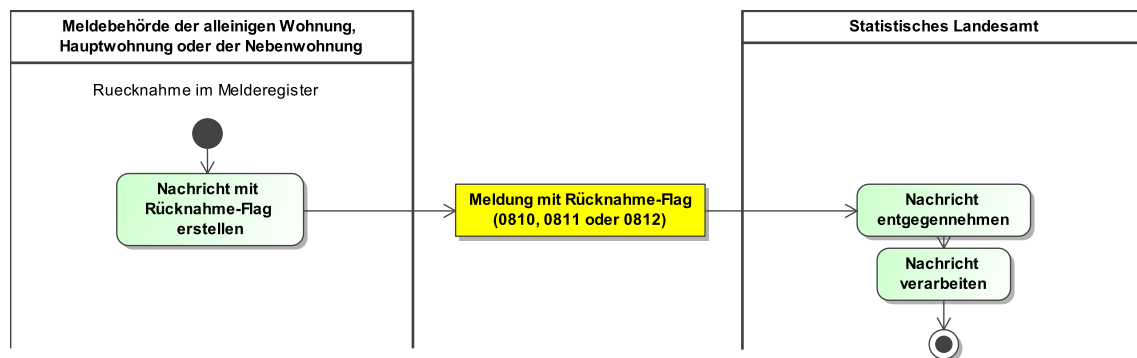 Meldebehörde der alleinigen Wohnung,
Hauptwohnung oder der Nebenwohnung
Statistisches Landesamt
Ruecknahme im Melderegister
Nachricht mit
Rücknahme-Flag
erstellen
Meldung mit Rücknahme-Flag
(0810, 0811 oder 0812)
Nachricht
entgegennehmen
Nachricht
verarbeiten